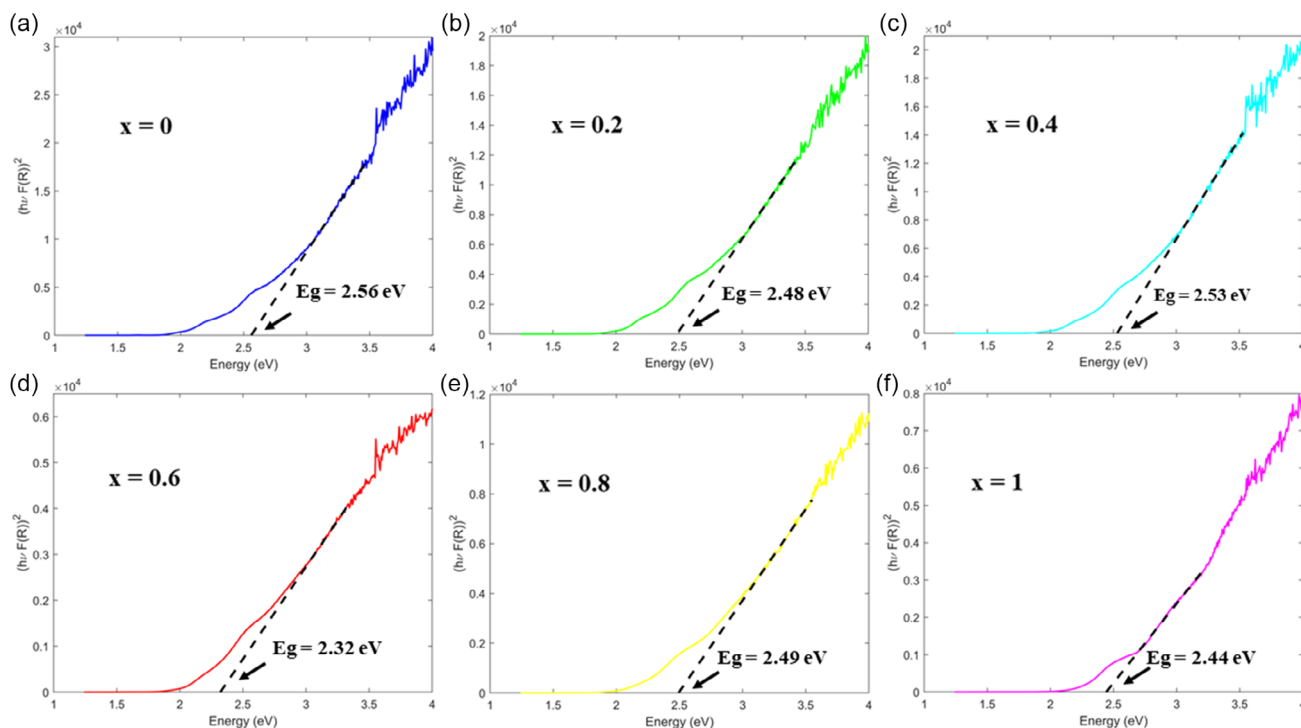 (a)
×10⁴
3
2.5
2
1.5
1
0.5
0
(hν F(R))²
x = 0
Eg = 2.56 eV
1 1.5 2 2.5 3 3.5 4
Energy (eV)
(b)
×10⁴
2
1.8
1.6
1.4
1.2
1
0.8
0.6
0.4
0.2
0
(hν F(R))²
x = 0.2
Eg = 2.48 eV
1 1.5 2 2.5 3 3.5 4
Energy (eV)
(c)
×10⁴
2
1.8
1.6
1.4
1.2
1
0.8
0.6
0.4
0.2
0
(hν F(R))²
x = 0.4
Eg = 2.53 eV
1 1.5 2 2.5 3 3.5 4
Energy (eV)
(d)
×10⁴
0.6
0.5
0.4
0.3
0.2
0.1
0
(hν F(R))²
x = 0.6
Eg = 2.32 eV
1 1.5 2 2.5 3 3.5 4
Energy (eV)
(e)
×10⁴
1.2
1
0.8
0.6
0.4
0.2
0
(hν F(R))²
x = 0.8
Eg = 2.49 eV
1 1.5 2 2.5 3 3.5 4
Energy (eV)
(f)
×10⁴
0.8
0.7
0.6
0.5
0.4
0.3
0.2
0.1
0
(hν F(R))²
x = 1
Eg = 2.44 eV
1 1.5 2 2.5 3 3.5 4
Energy (eV)